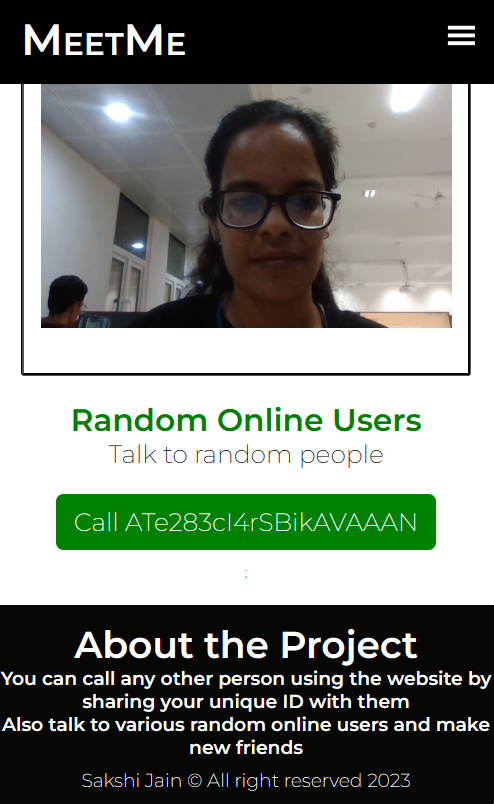 MEETME
Random Online Users
Talk to random people
Call ATe283cI4rSBikAVAAAN
;
About the Project
You can call any other person using the website by
sharing your unique ID with them
Also talk to various random online users and make
new friends
Sakshi Jain © All right reserved 2023